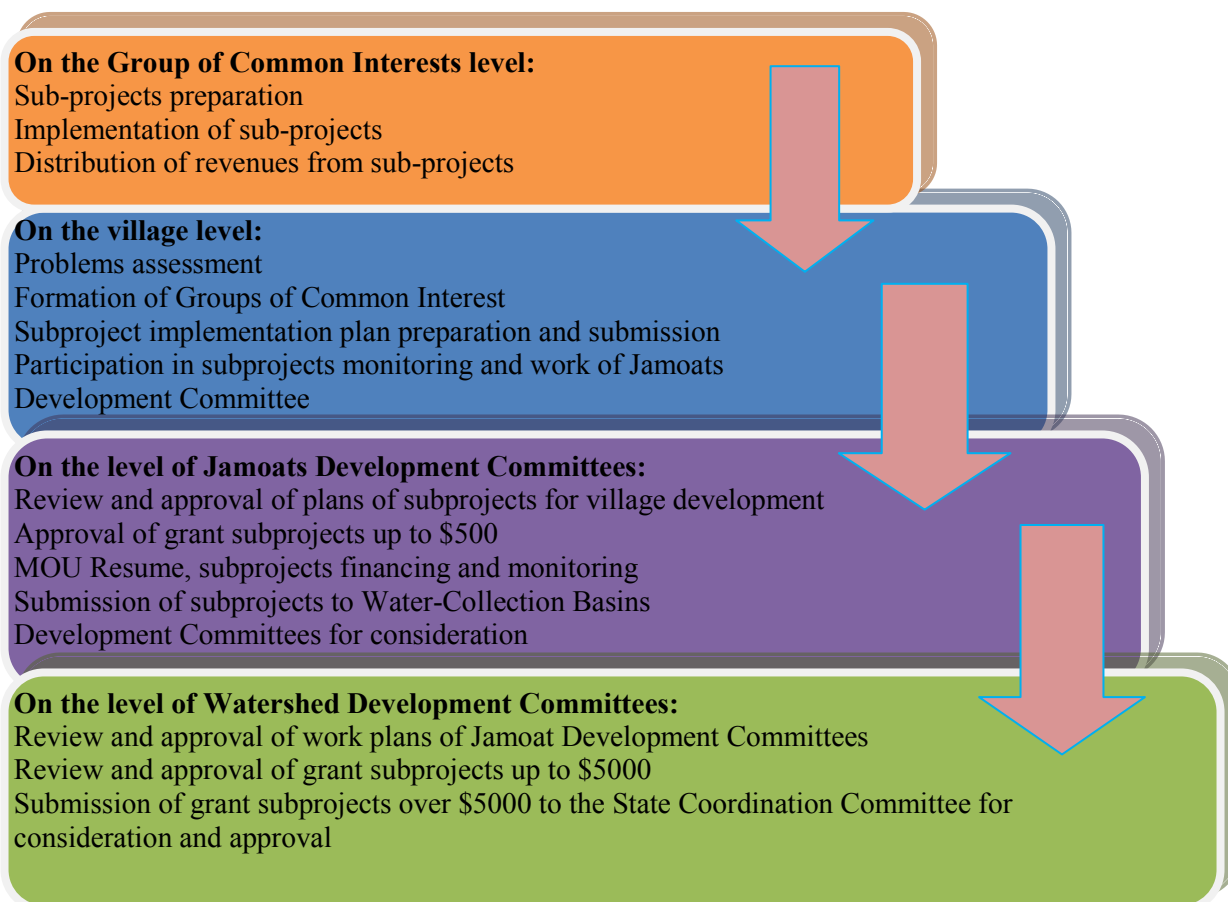 On the Group of Common Interests level:
Sub-projects preparation
Implementation of sub-projects
Distribution of revenues from sub-projects
On the village level:
Problems assessment
Formation of Groups of Common Interest
Subproject implementation plan preparation and submission
Participation in subprojects monitoring and work of Jamoats
Development Committee
On the level of Jamoats Development Committees:
Review and approval of plans of subprojects for village development
Approval of grant subprojects up to $500
MOU Resume, subprojects financing and monitoring
Submission of subprojects to Water-Collection Basins
Development Committees for consideration
On the level of Watershed Development Committees:
Review and approval of work plans of Jamoat Development Committees
Review and approval of grant subprojects up to $5000
Submission of grant subprojects over $5000 to the State Coordination Committee for
consideration and approval